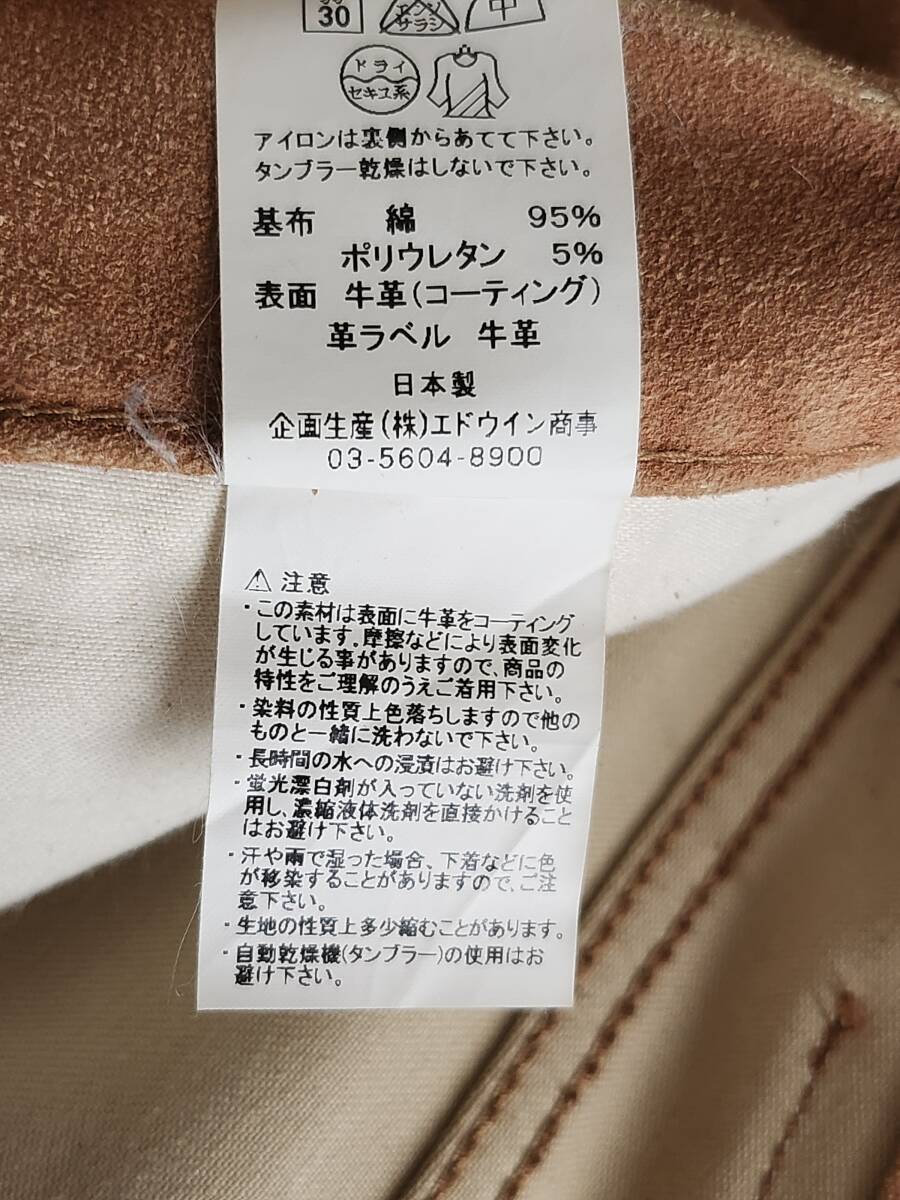 30
エンソ
サラシ
中
ドライ
セキユ系
アイロンは裏側からあてて下さい。
タンブラー乾燥はしないで下さい。
基布 綿 95%
ポリウレタン 5%
表面 牛革(コーティング)
革ラベル 牛革
日本製
企画生産(株)エドウイン商事
03-5604-8900
⚠ 注意
・この素材は表面に牛革をコーティング
しています。摩擦などにより表面変化
が生じる事がありますので、商品の
特性をご理解のうえご着用下さい。
・染料の性質上色落ちしますので他の
ものと一緒に洗わないで下さい。
・長時間の水への浸漬はお避け下さい。
・蛍光漂白剤が入っていない洗剤を使
用し、濃縮液体洗剤を直接かけること
はお避け下さい。
・汗や雨で湿った場合、下着などに色
が移染することがありますので、ご注
意下さい。
・生地の性質上多少縮むことがあります。
・自動乾燥機(タンブラー)の使用はお
避け下さい。